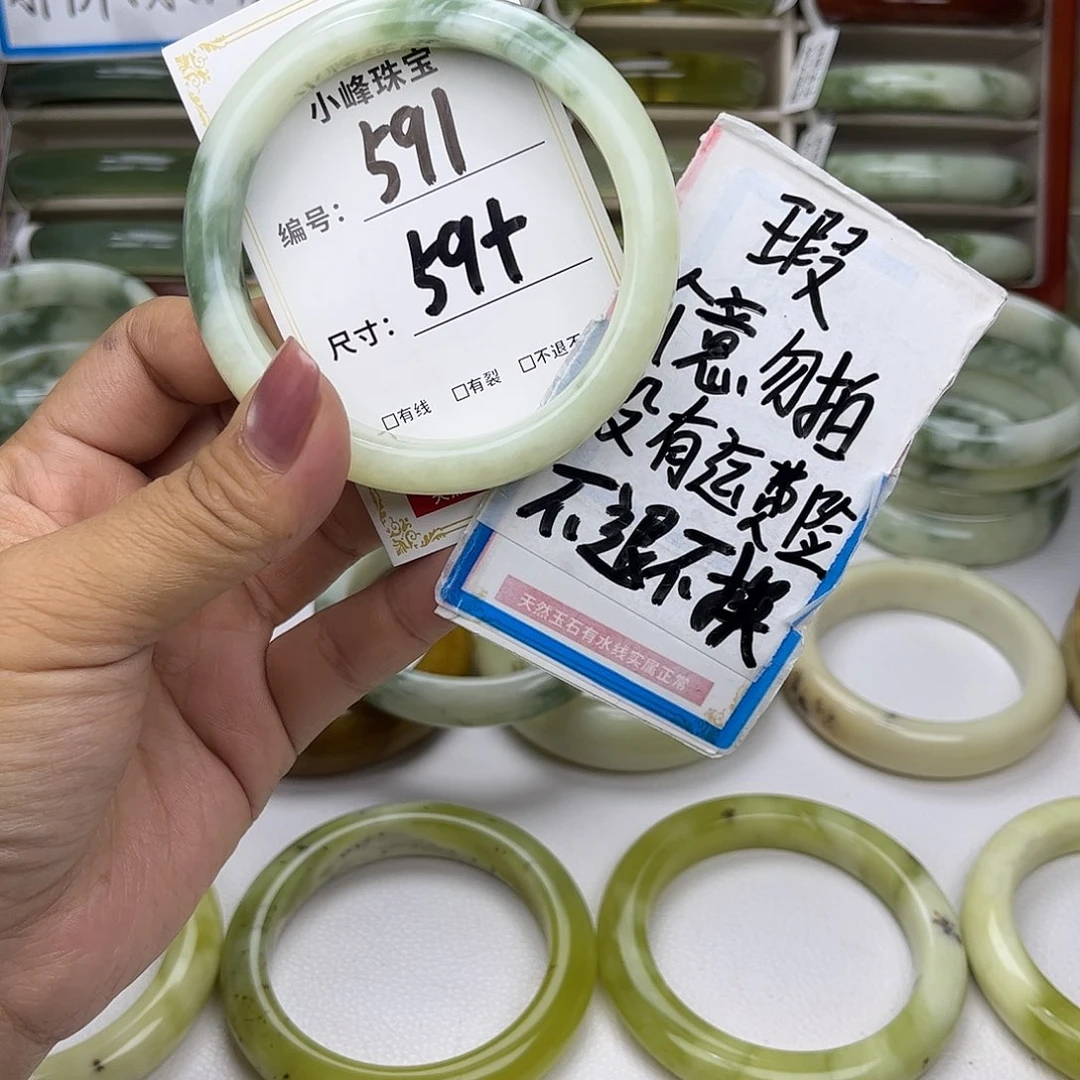 小峰珠宝
编号：591
尺寸：59+
□有线 □有裂 □不退不
瑕
介意勿拍
没有运费险
不退不换
天然玉石有水线实属正常